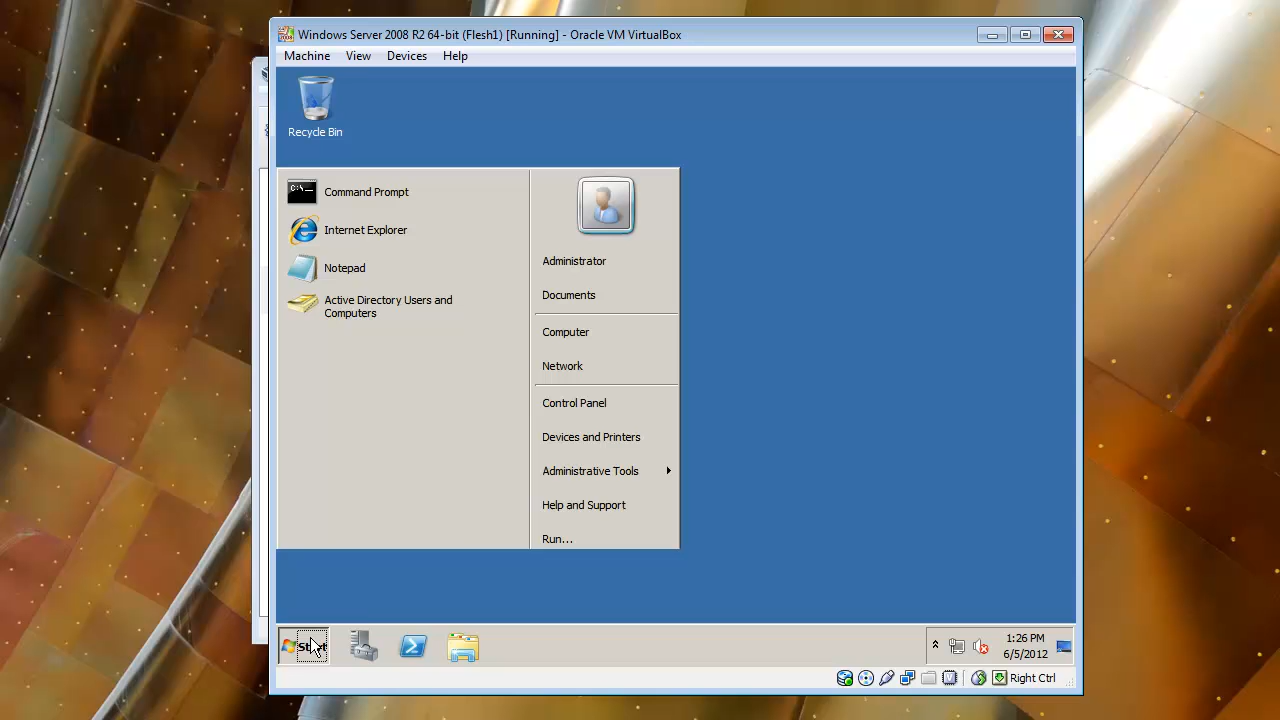 Windows Server 2008 R2 64-bit (Flesh1) [Running] - Oracle VM VirtualBox
Machine View Devices Help
Recycle Bin
Command Prompt
Internet Explorer
Notepad
Active Directory Users and
Computers
Administrator
Documents
Computer
Network
Control Panel
Devices and Printers
Administrative Tools
Help and Support
Run...
Start
1:26 PM
6/5/2012
Right Ctrl